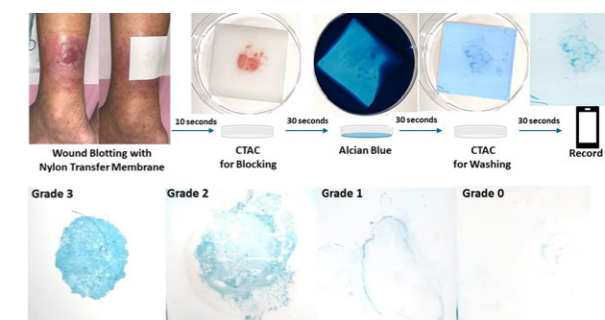 10 seconds
30 seconds
30 seconds
30 seconds
Wound Blotting with
Nylon Transfer Membrane
CTAC
for Blocking
Alcian Blue
CTAC
for Washing
Record
Grade 3
Grade 2
Grade 1
Grade 0